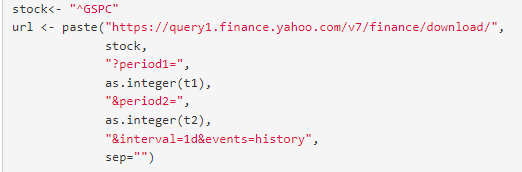 stock<- "^GSPC"
url <- paste("https://query1.finance.yahoo.com/v7/finance/download/",
stock,
"?period1=",
as.integer(t1),
"&period2=",
as.integer(t2),
"&interval=1d&events=history",
sep="")